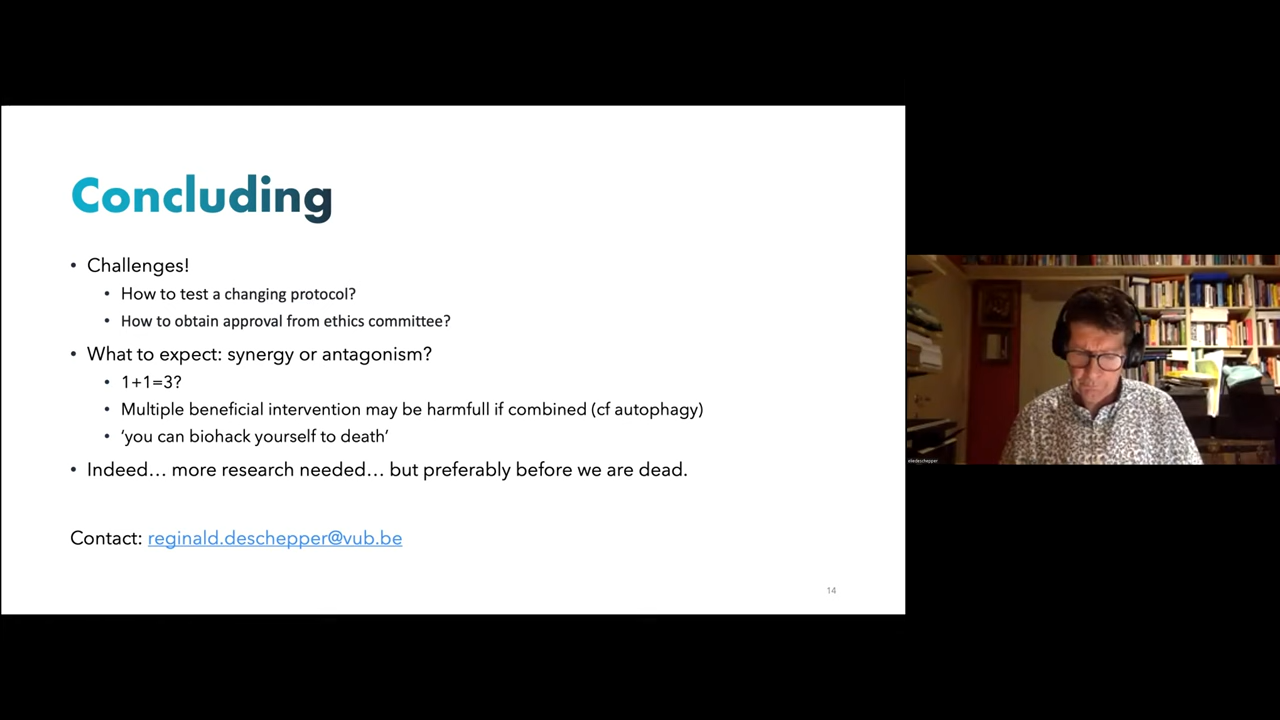 Concluding
• Challenges!
• How to test a changing protocol?
• How to obtain approval from ethics committee?
• What to expect: synergy or antagonism?
• 1+1=3?
• Multiple beneficial intervention may be harmfull if combined (cf autophagy)
• ‘you can biohack yourself to death’
• Indeed… more research needed… but preferably before we are dead.
Contact: reginald.deschepper@vub.be
14